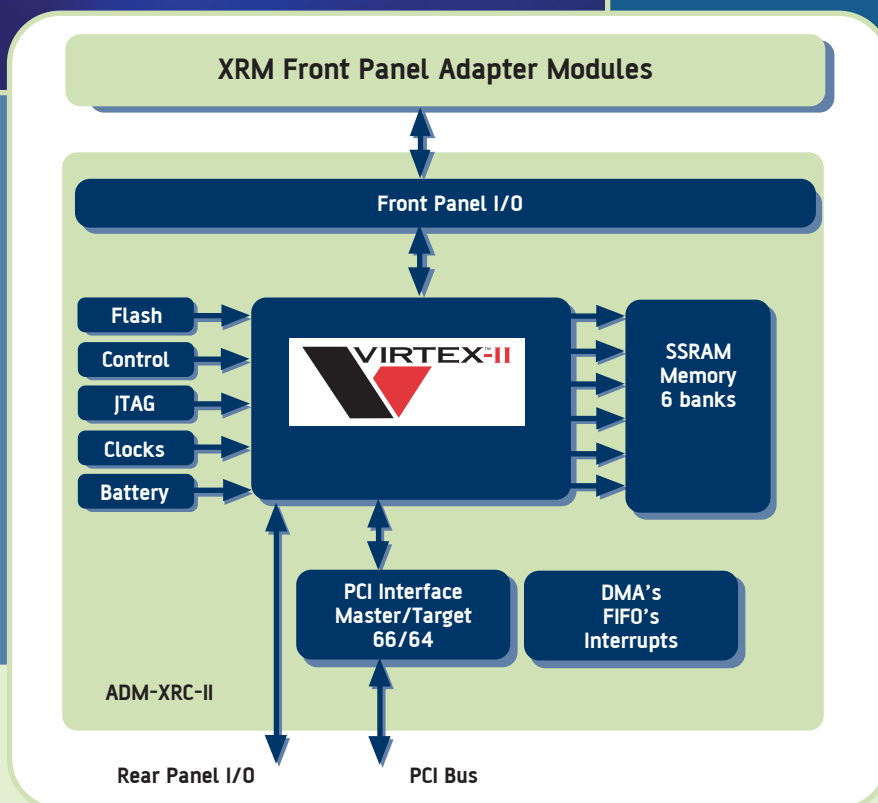 XRM Front Panel Adapter Modules
Front Panel I/O
Flash
Control
JTAG
Clocks
Battery
VIRTEX™-II
SSRAM
Memory
6 banks
PCI Interface
Master/Target
66/64
DMA's
FIFO's
Interrupts
ADM-XRC-II
Rear Panel I/O
PCI Bus